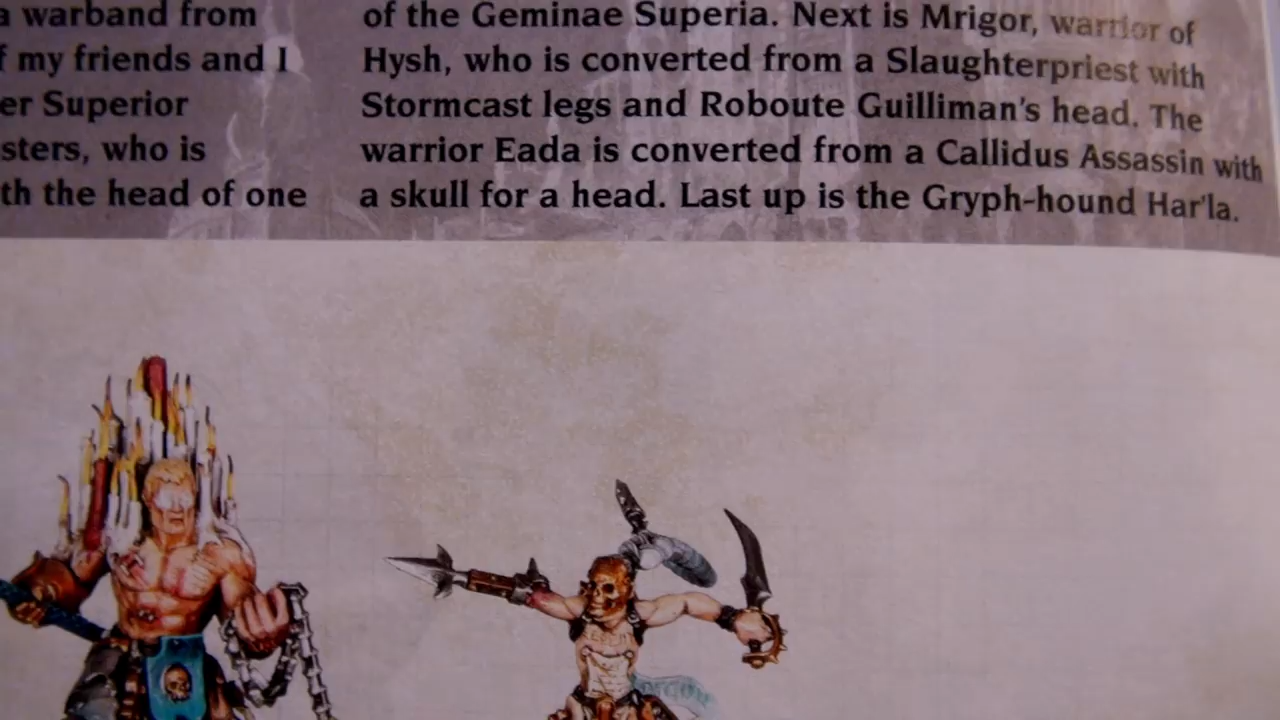 a warband from
f my friends and I
er Superior
sters, who is
th the head of one
of the Geminae Superia. Next is Mrigor, warrior of
Hysh, who is converted from a Slaughterpriest with
Stormcast legs and Roboute Guilliman's head. The
warrior Eada is converted from a Callidus Assassin with
a skull for a head. Last up is the Gryph-hound Har'la.